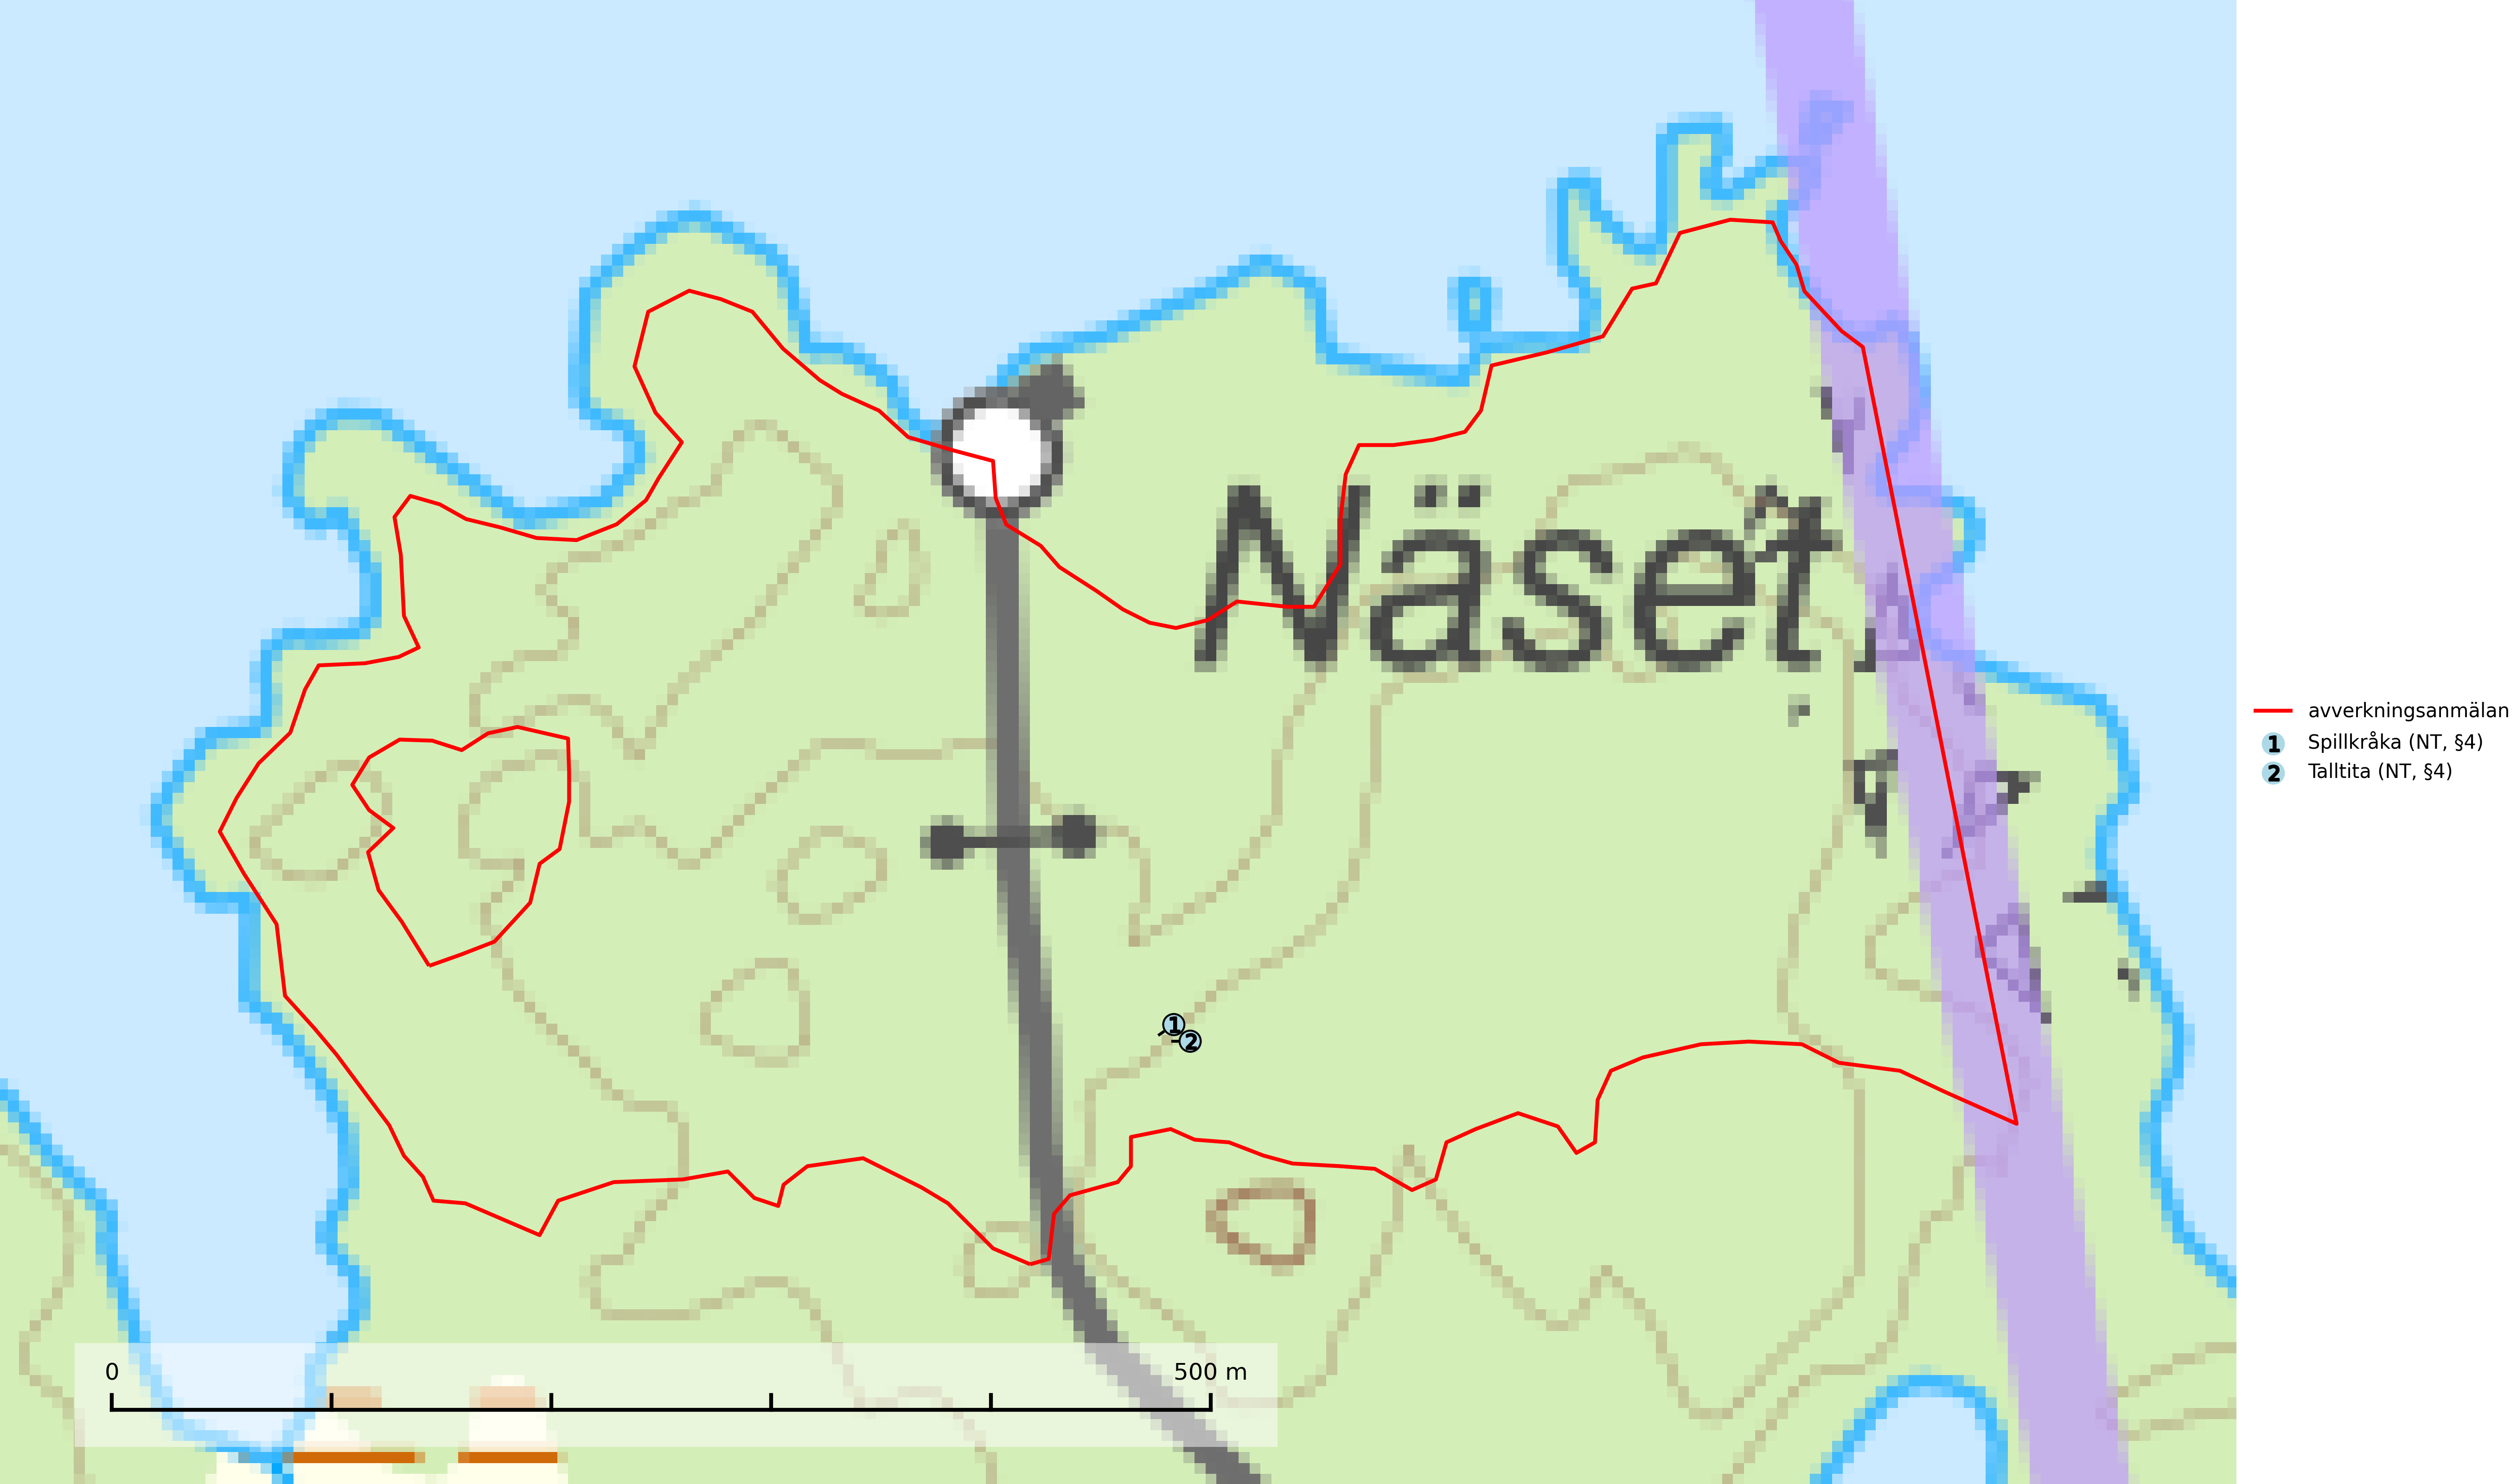 Näset
avverkningsanmälan
1 Spillkråka (NT, §4)
2 Talltita (NT, §4)
1
2
0 500 m